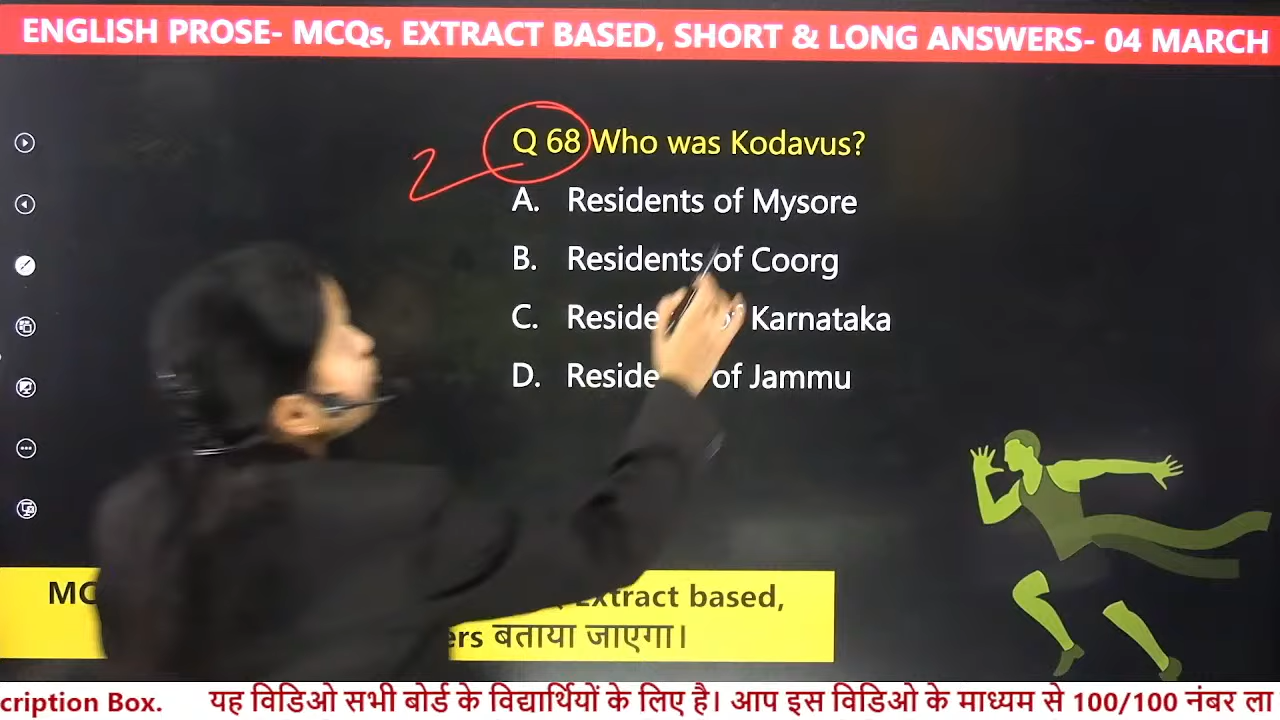 ENGLISH PROSE- MCQs, EXTRACT BASED, SHORT & LONG ANSWERS- 04 MARCH
Q 68 Who was Kodavus?
A. Residents of Mysore
B. Residents of Coorg
C. Reside of Karnataka
D. Reside of Jammu
Extract based,
बताया जाएगा।
cription Box. यह विडिओ सभी बोर्ड के विद्यार्थियों के लिए है। आप इस विडिओ के माध्यम से 100/100 नंबर ला